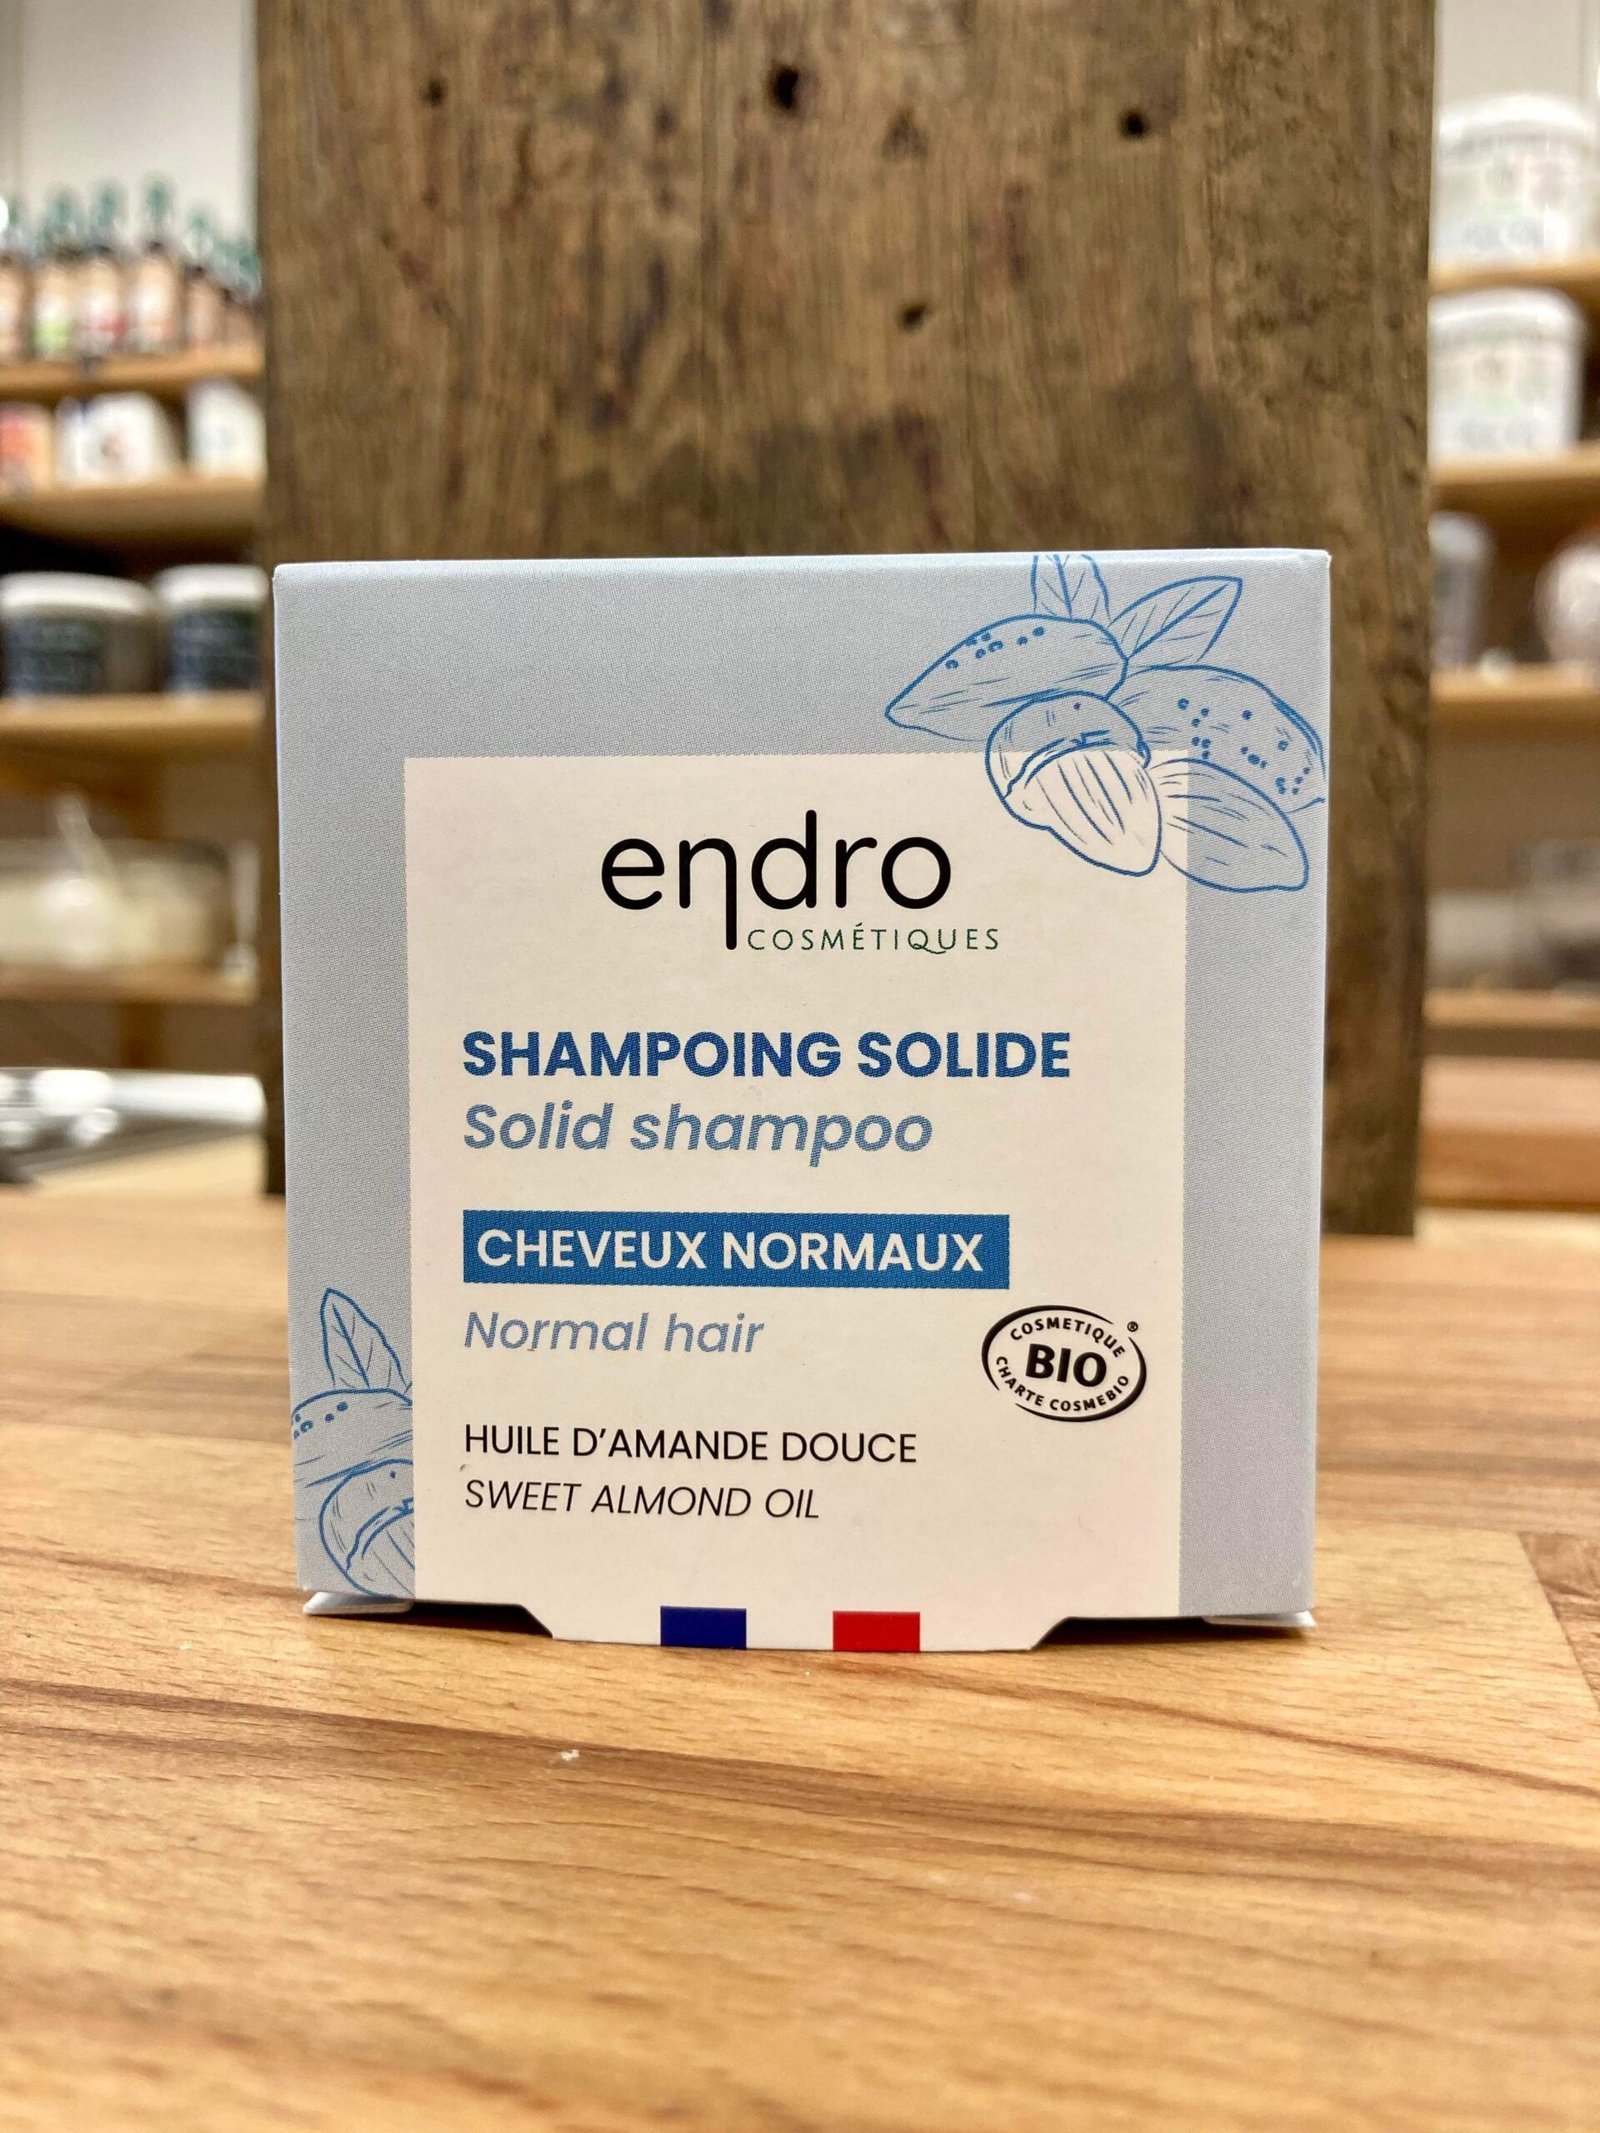 endro
COSMÉTIQUES
SHAMPOING SOLIDE
Solid shampoo
CHEVEUX NORMAUX
Normal hair
COSMETIQUE ®
BIO
CHARTE COSMEBIO
HUILE D'AMANDE DOUCE
SWEET ALMOND OIL